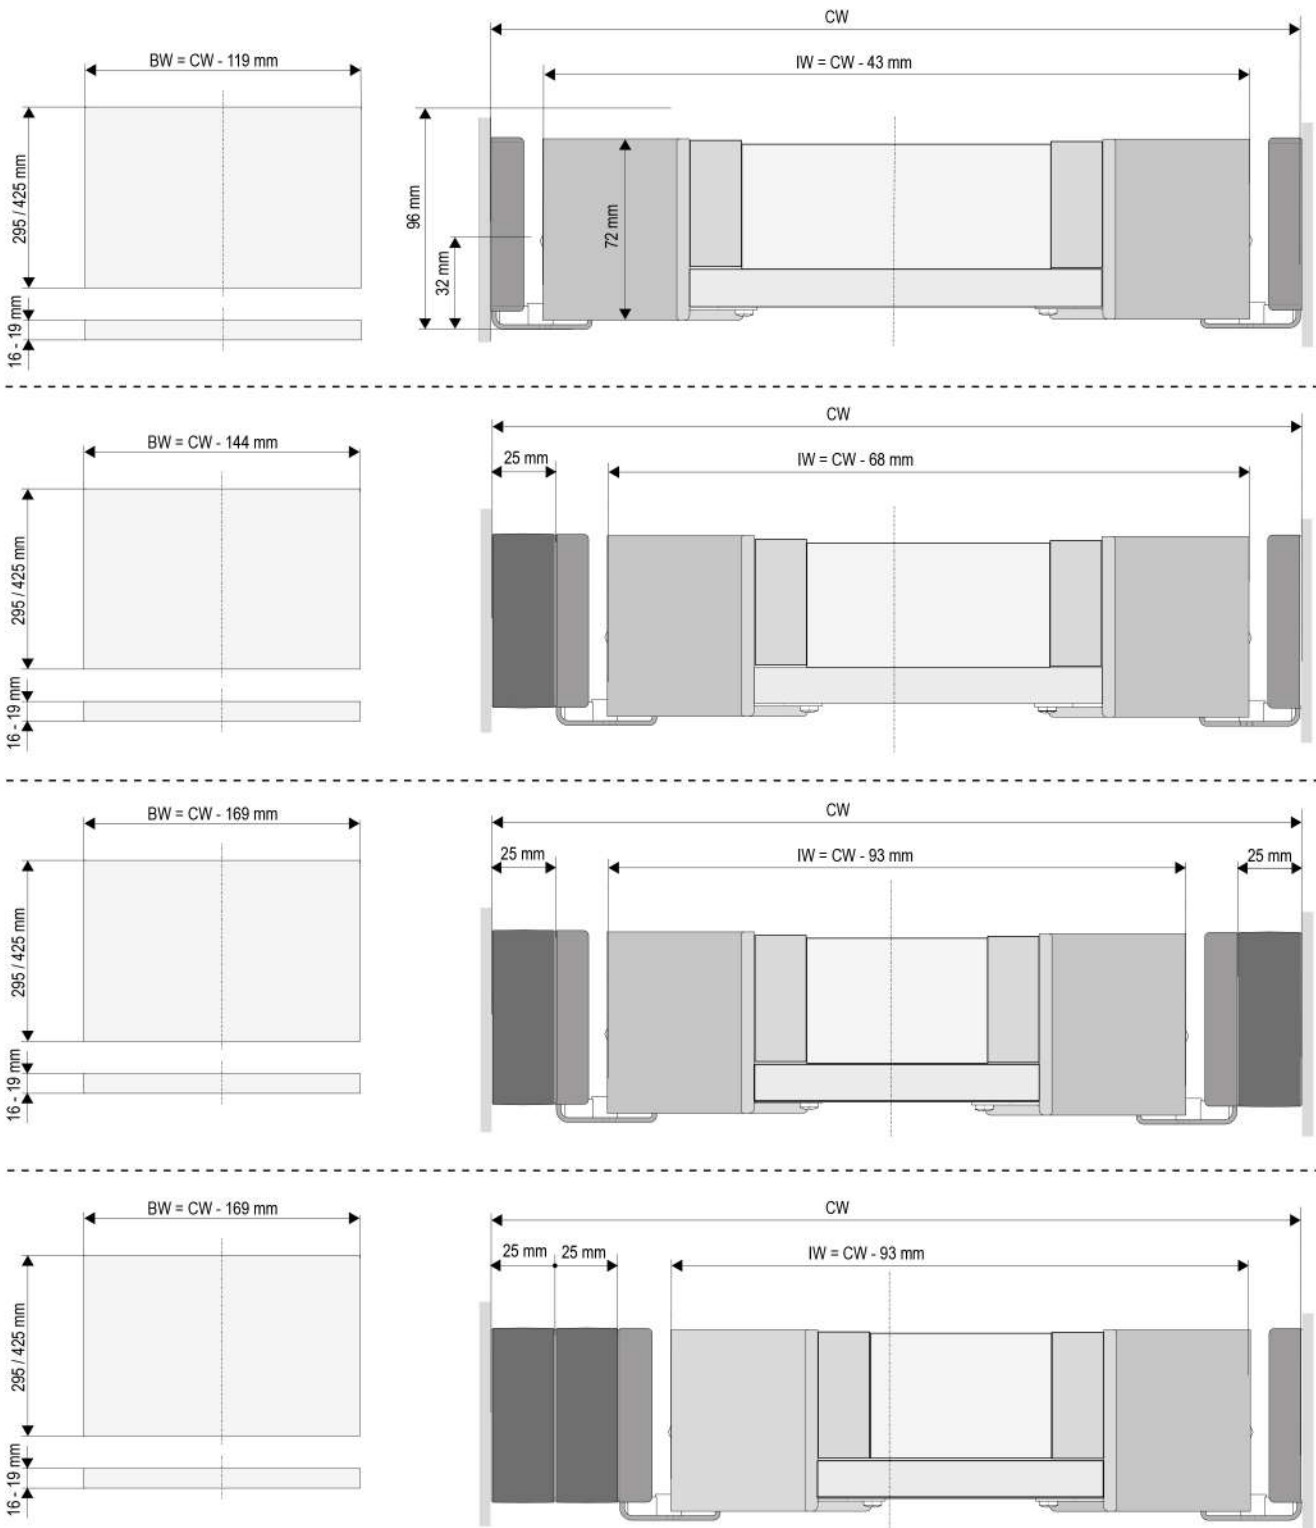 CW
BW = CW - 119 mm
IW = CW - 43 mm
295 / 425 mm
96 mm
72 mm
32 mm
16 - 19 mm
CW
BW = CW - 144 mm
25 mm
IW = CW - 68 mm
295 / 425 mm
16 - 19 mm
CW
BW = CW - 169 mm
25 mm
IW = CW - 93 mm
25 mm
295 / 425 mm
16 - 19 mm
CW
BW = CW - 169 mm
25 mm
25 mm
IW = CW - 93 mm
295 / 425 mm
16 - 19 mm